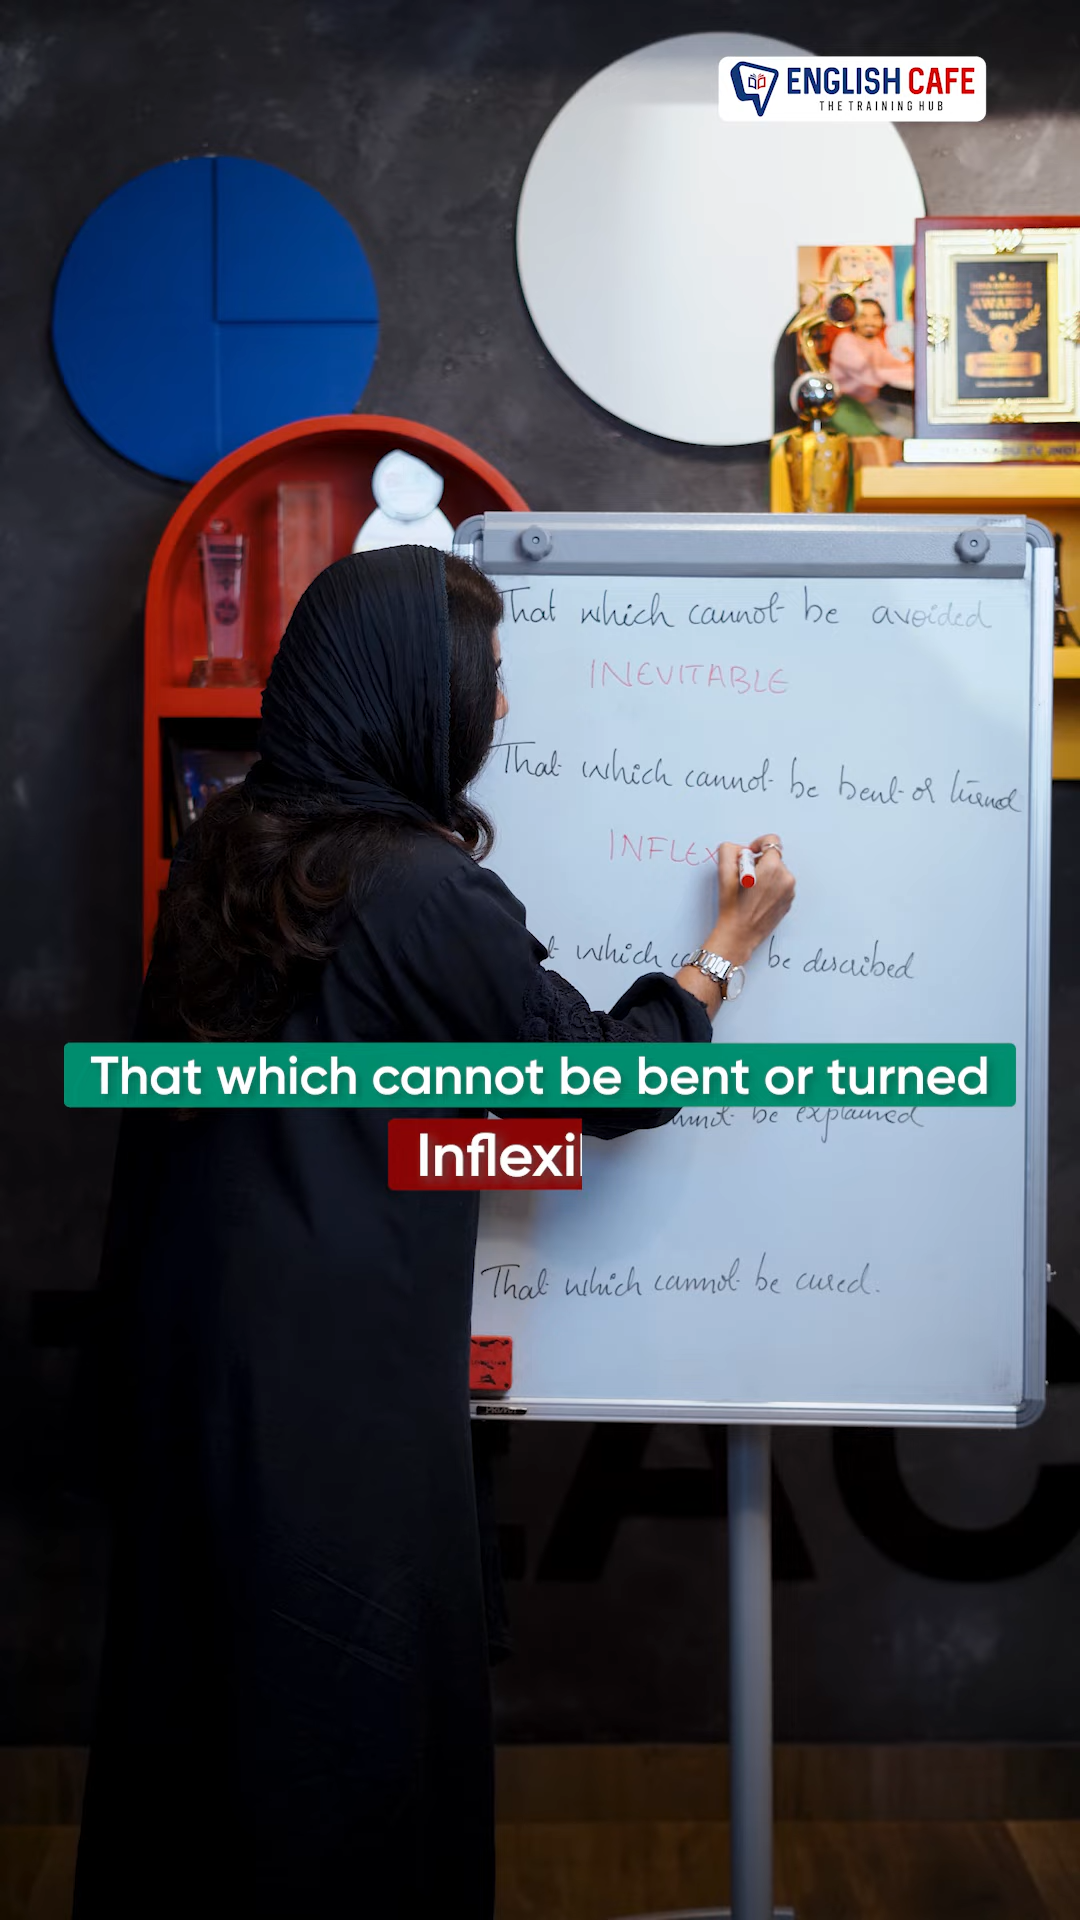 ENGLISH CAFE
THE TRAINING HUB
AWARDS
That which cannot be avoided
INEVITABLE
That which cannot be bent or turned
INFLEX
which be described
That which cannot be bent or turned
Inflexi
be explained
That which cannot be cured.